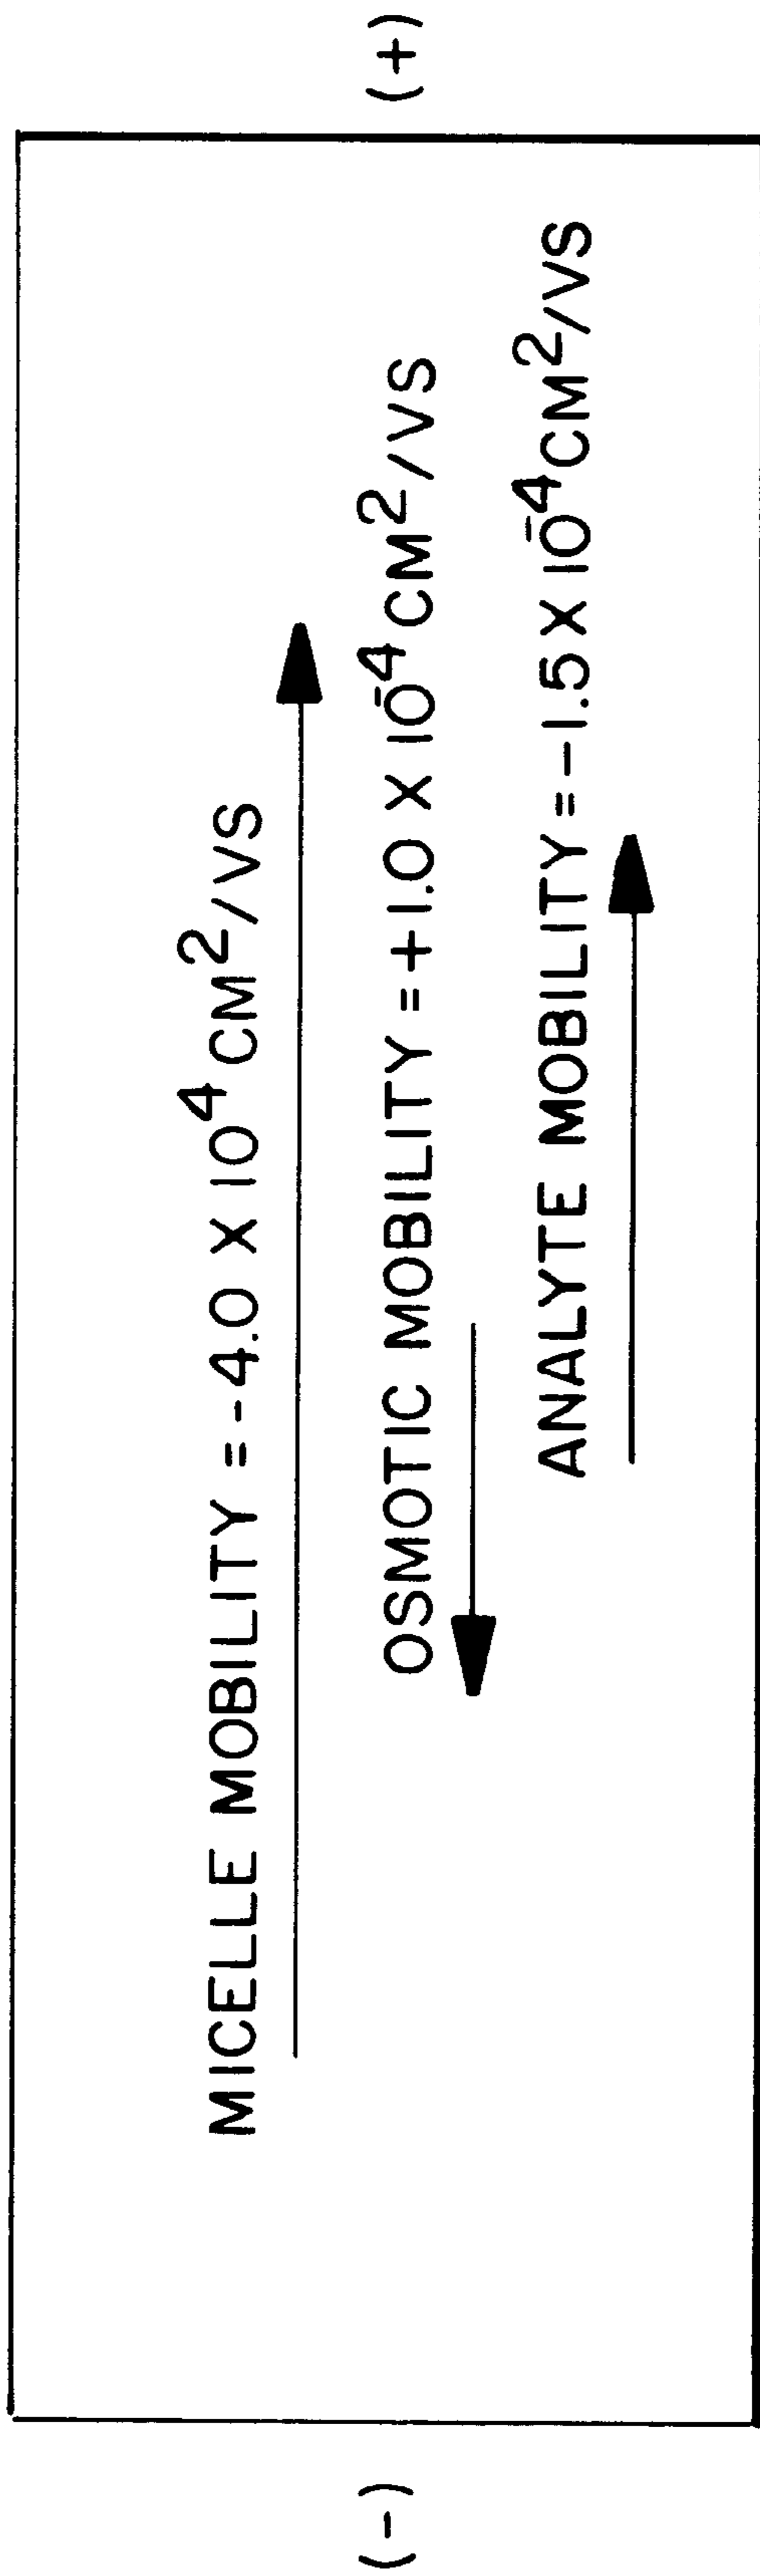 MICELLE MOBILITY = -4.0 X 10⁴ CM²/VS
OSMOTIC MOBILITY = +1.0 X 10⁻⁴ CM²/VS
ANALYTE MOBILITY = -1.5 X 10⁻⁴ CM²/VS
(-)
(+)